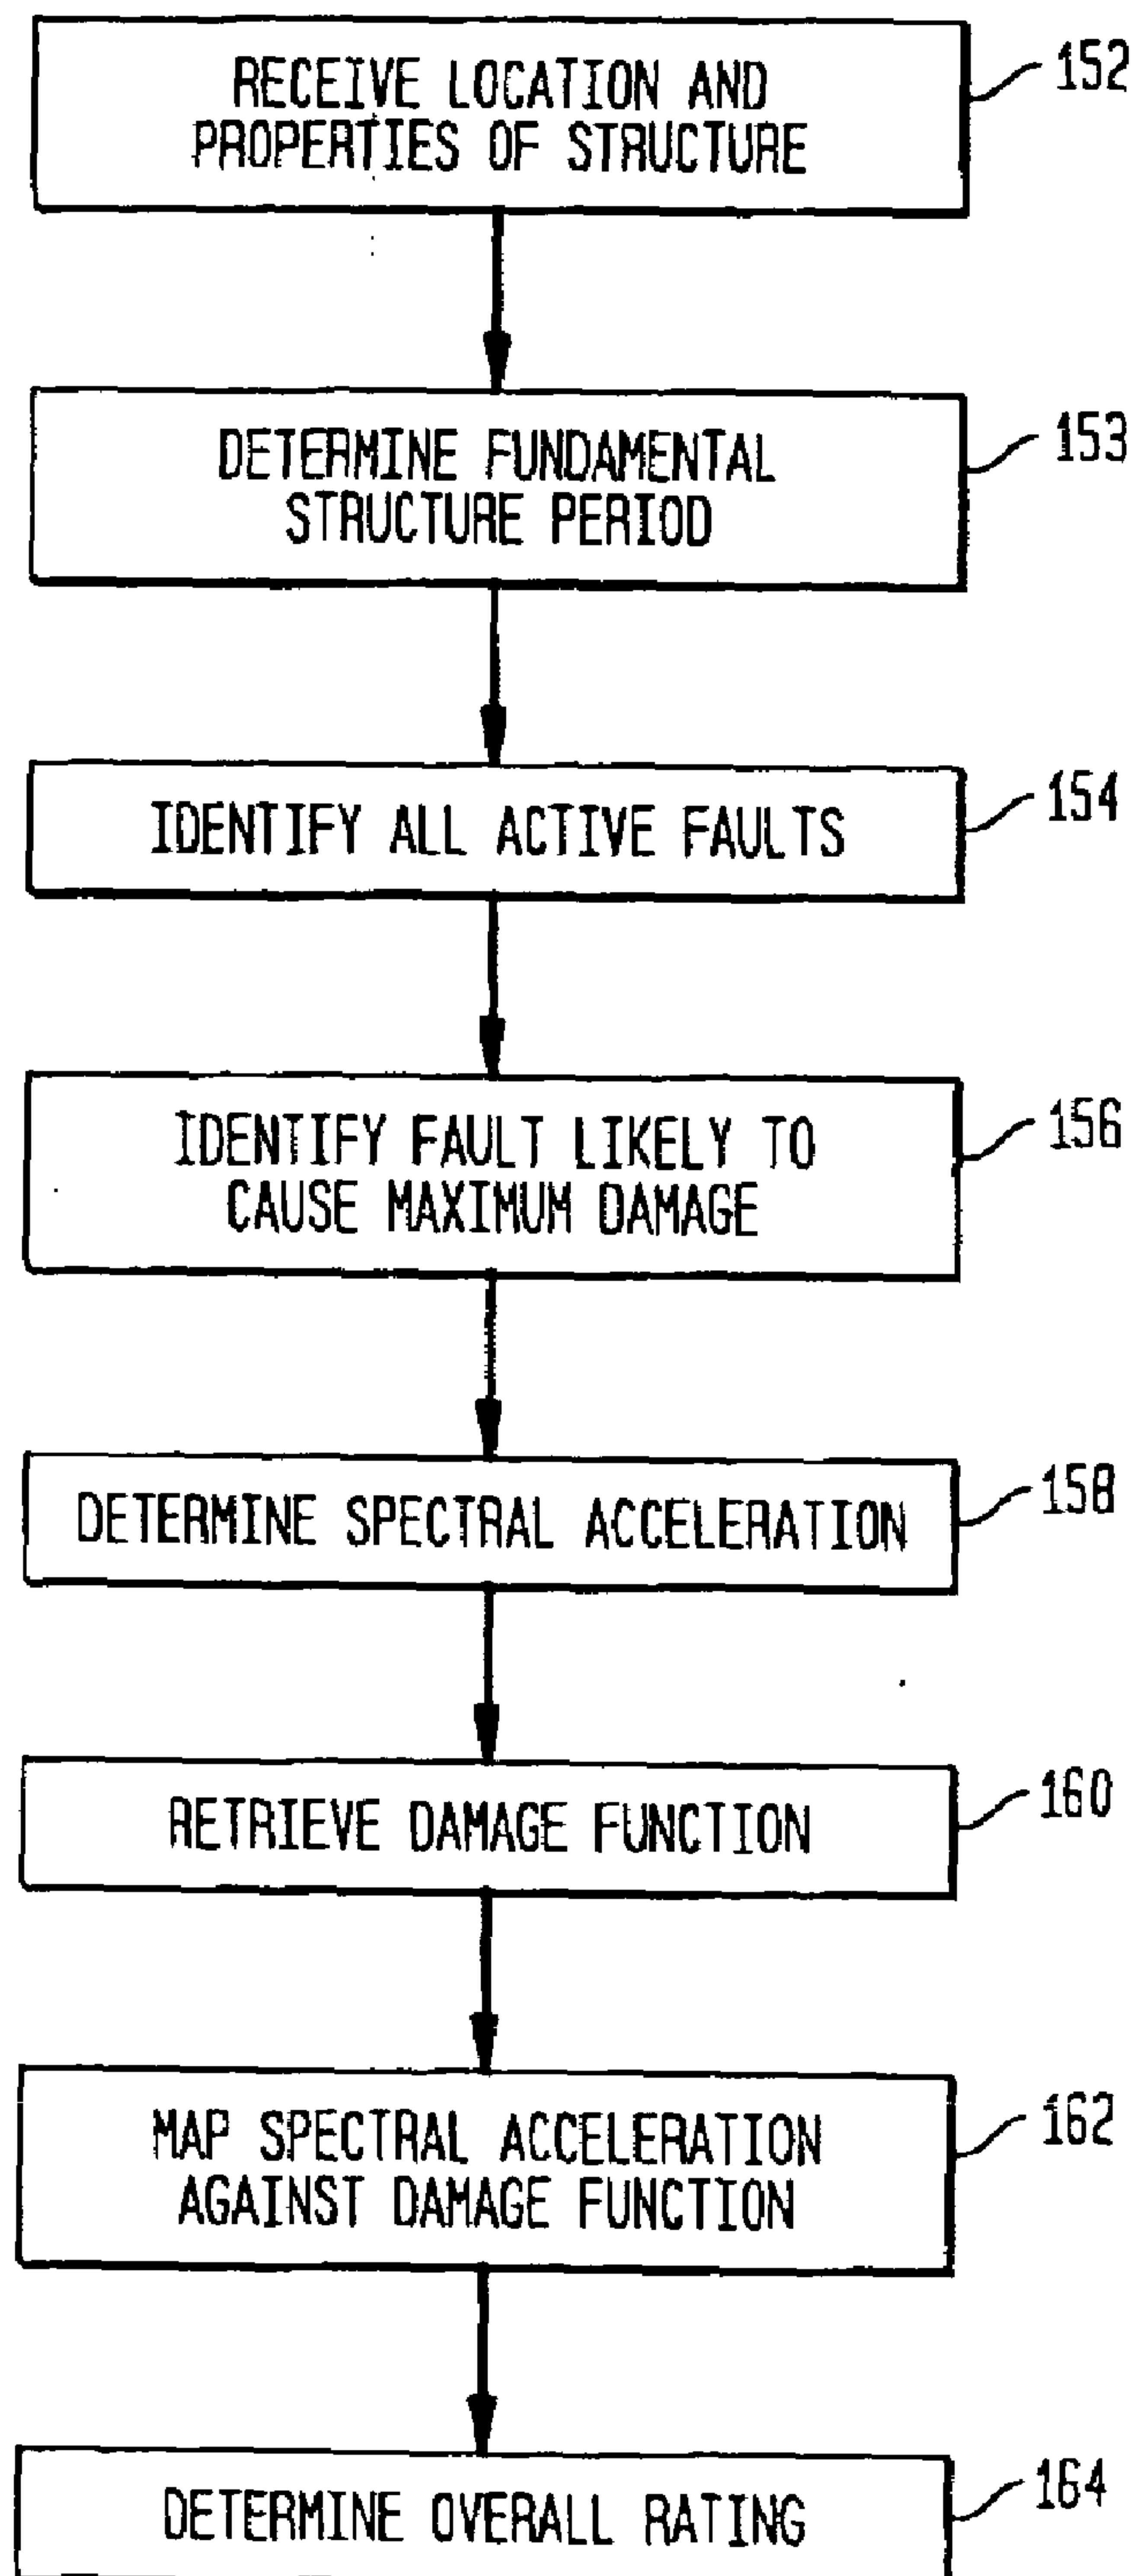 RECEIVE LOCATION AND
PROPERTIES OF STRUCTURE
152
DETERMINE FUNDAMENTAL
STRUCTURE PERIOD
153
IDENTIFY ALL ACTIVE FAULTS
154
IDENTIFY FAULT LIKELY TO
CAUSE MAXIMUM DAMAGE
156
DETERMINE SPECTRAL ACCELERATION
158
RETRIEVE DAMAGE FUNCTION
160
MAP SPECTRAL ACCELERATION
AGAINST DAMAGE FUNCTION
162
DETERMINE OVERALL RATING
164